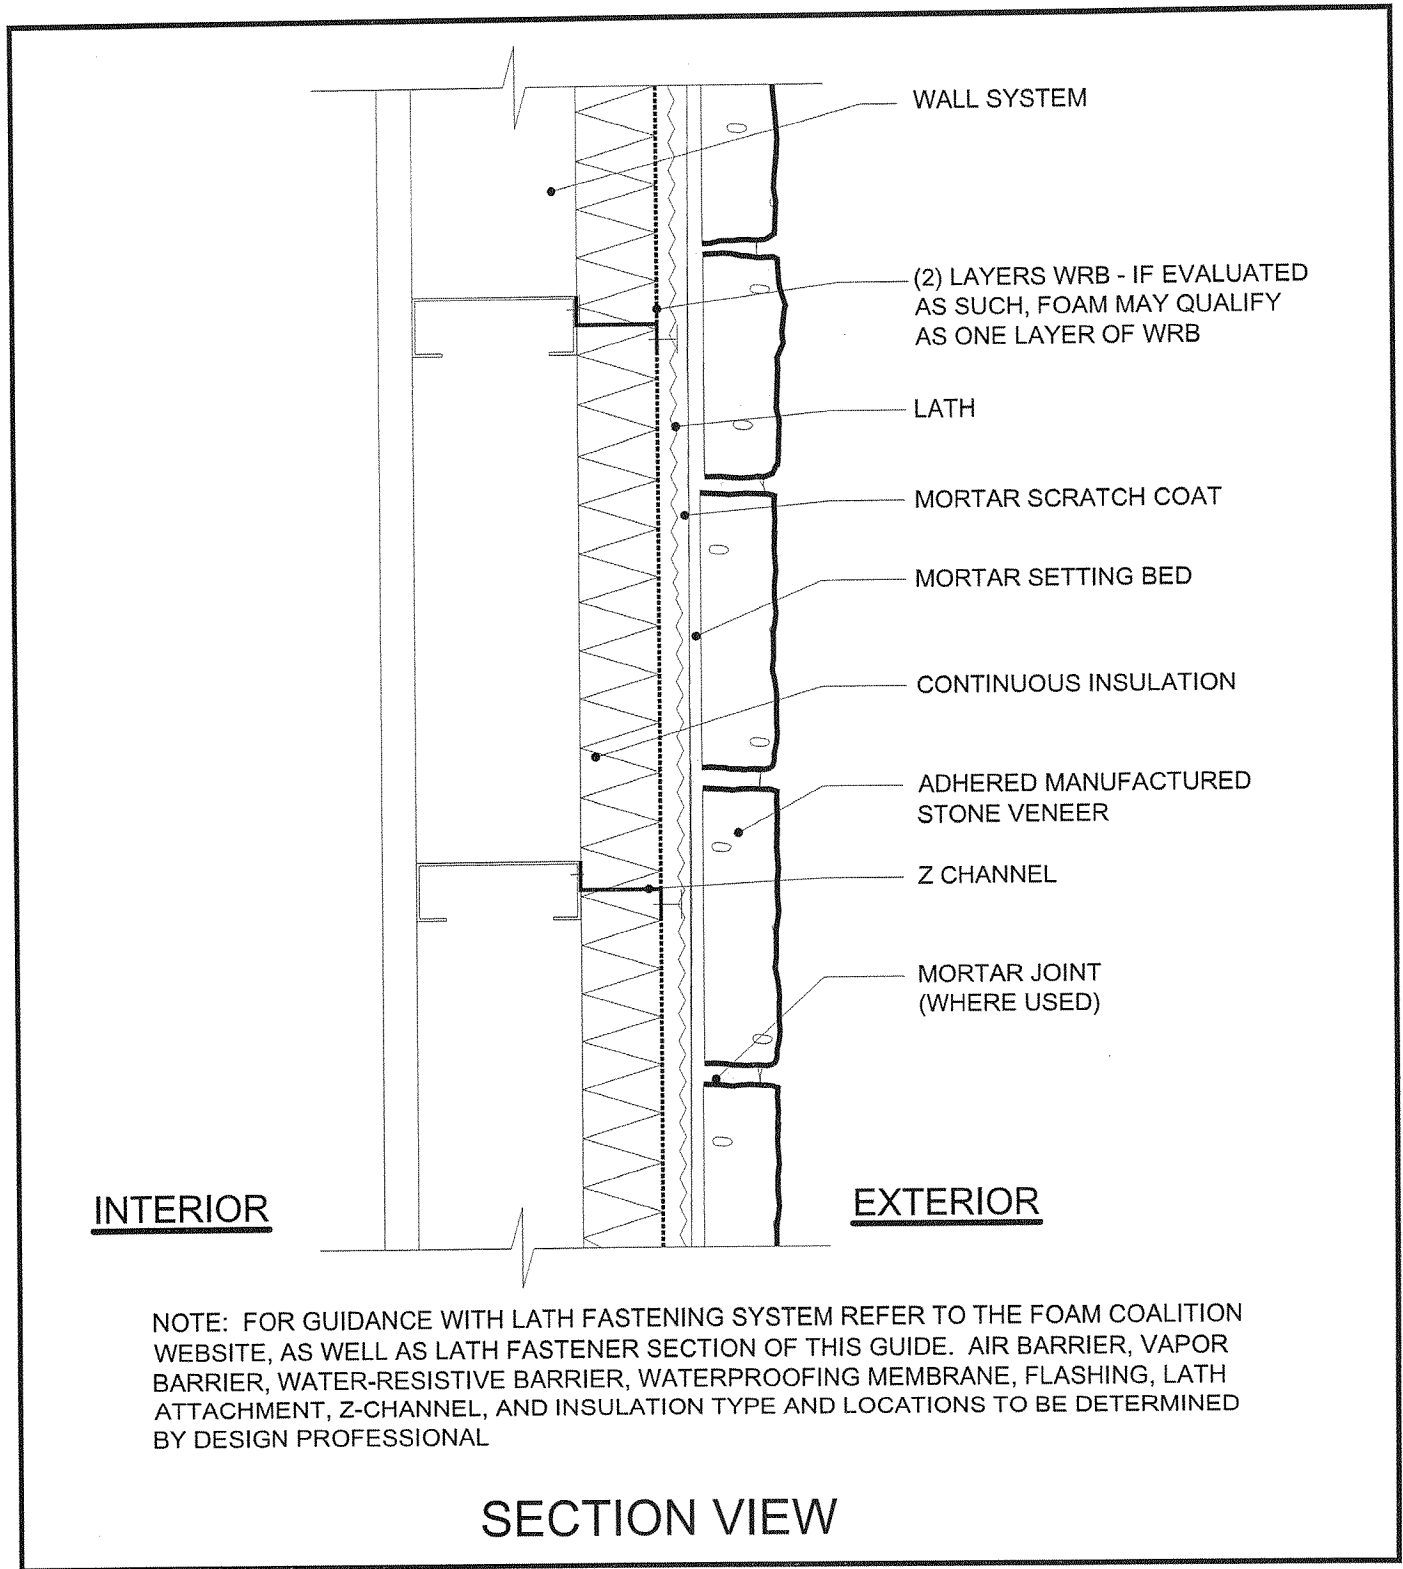 WALL SYSTEM
(2) LAYERS WRB - IF EVALUATED
AS SUCH, FOAM MAY QUALIFY
AS ONE LAYER OF WRB
LATH
MORTAR SCRATCH COAT
MORTAR SETTING BED
CONTINUOUS INSULATION
ADHERED MANUFACTURED
STONE VENEER
Z CHANNEL
MORTAR JOINT
(WHERE USED)
INTERIOR
EXTERIOR
NOTE: FOR GUIDANCE WITH LATH FASTENING SYSTEM REFER TO THE FOAM COALITION
WEBSITE, AS WELL AS LATH FASTENER SECTION OF THIS GUIDE. AIR BARRIER, VAPOR
BARRIER, WATER-RESISTIVE BARRIER, WATERPROOFING MEMBRANE, FLASHING, LATH
ATTACHMENT, Z-CHANNEL, AND INSULATION TYPE AND LOCATIONS TO BE DETERMINED
BY DESIGN PROFESSIONAL
SECTION VIEW